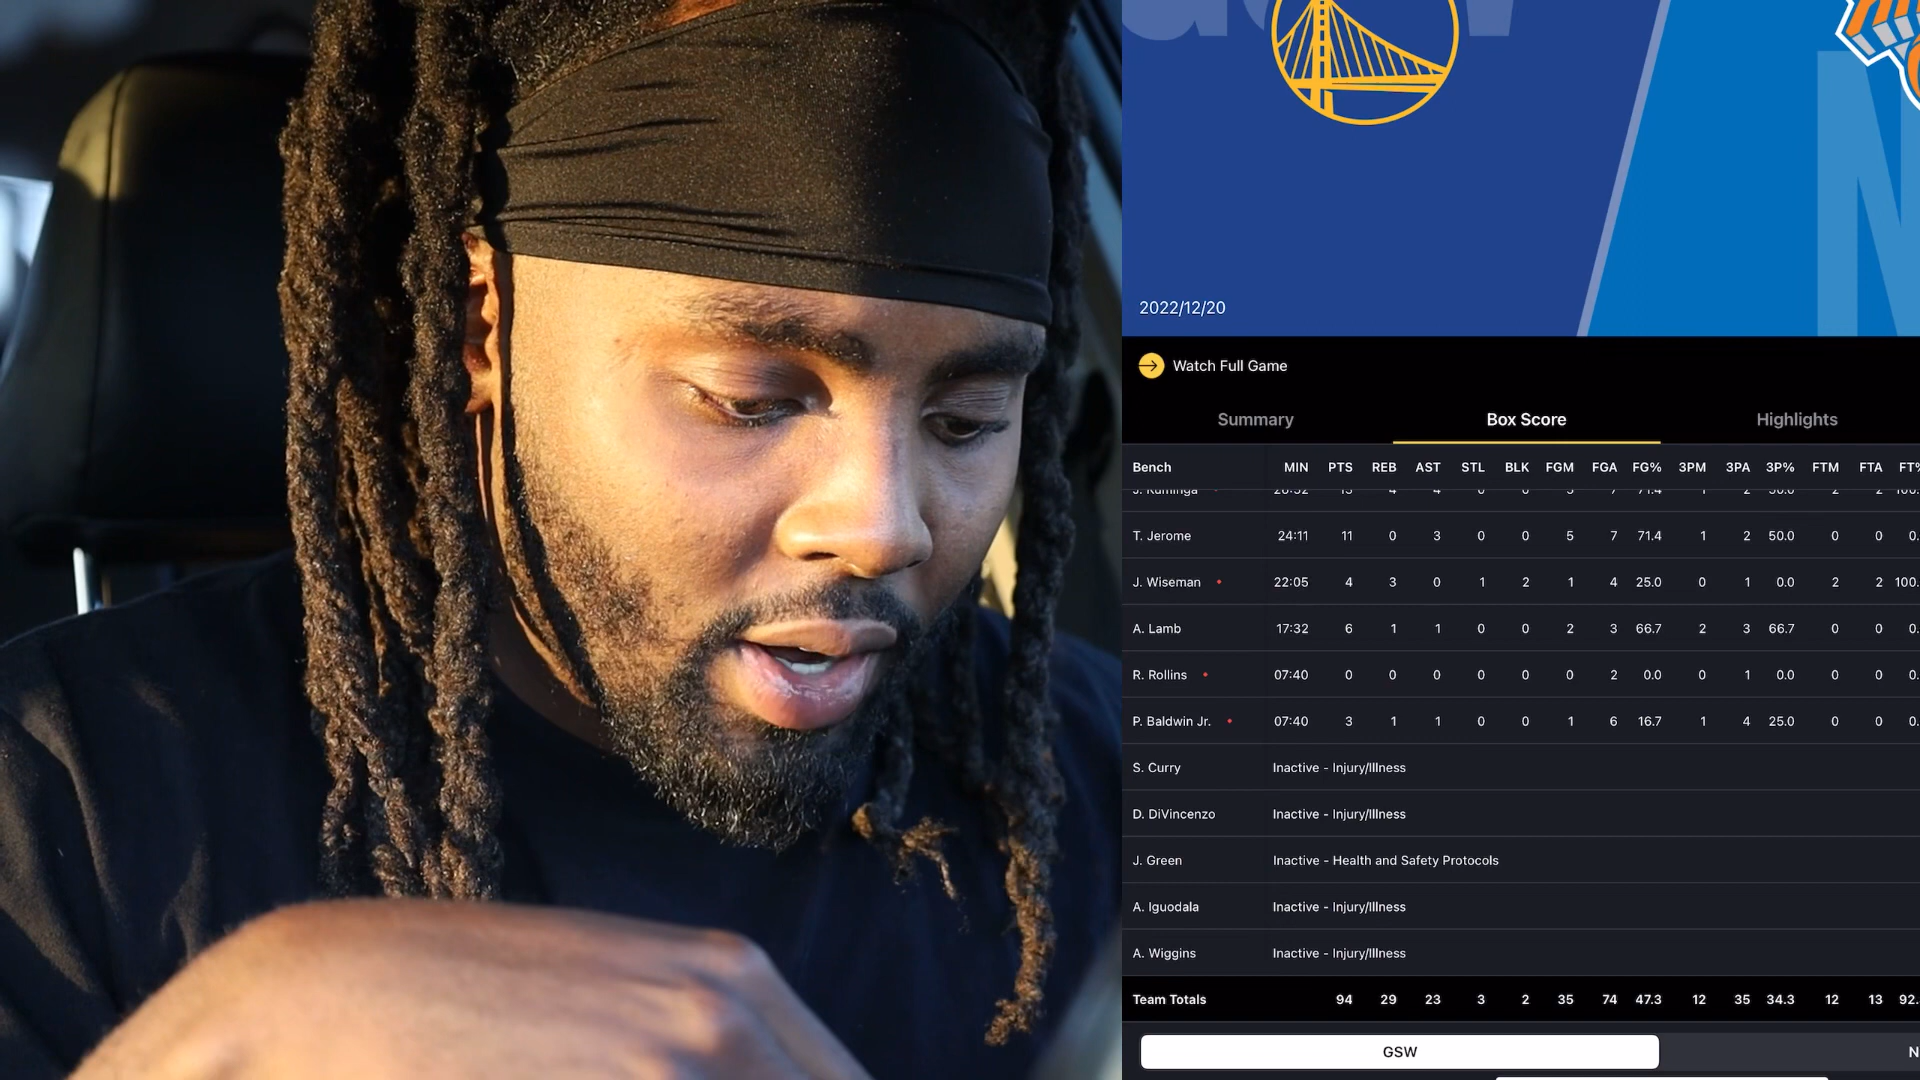 2022/12/20
Watch Full Game
Summary Box Score Highlights
Bench MIN PTS REB AST STL BLK FGM FGA FG% 3PM 3PA 3P% FTM FTA FT%
J. Kuminga
T. Jerome 24:11 11 0 3 0 0 5 7 71.4 1 2 50.0 0 0 0.
J. Wiseman 22:05 4 3 0 1 2 1 4 25.0 0 1 0.0 2 2 100.
A. Lamb 17:32 6 1 1 0 0 2 3 66.7 2 3 66.7 0 0 0.
R. Rollins 07:40 0 0 0 0 0 0 2 0.0 0 1 0.0 0 0 0.
P. Baldwin Jr. 07:40 3 1 1 0 0 1 6 16.7 1 4 25.0 0 0 0.
S. Curry Inactive - Injury/Illness
D. DiVincenzo Inactive - Injury/Illness
J. Green Inactive - Health and Safety Protocols
A. Iguodala Inactive - Injury/Illness
A. Wiggins Inactive - Injury/Illness
Team Totals 94 29 23 3 2 35 74 47.3 12 35 34.3 12 13 92.
GSW N